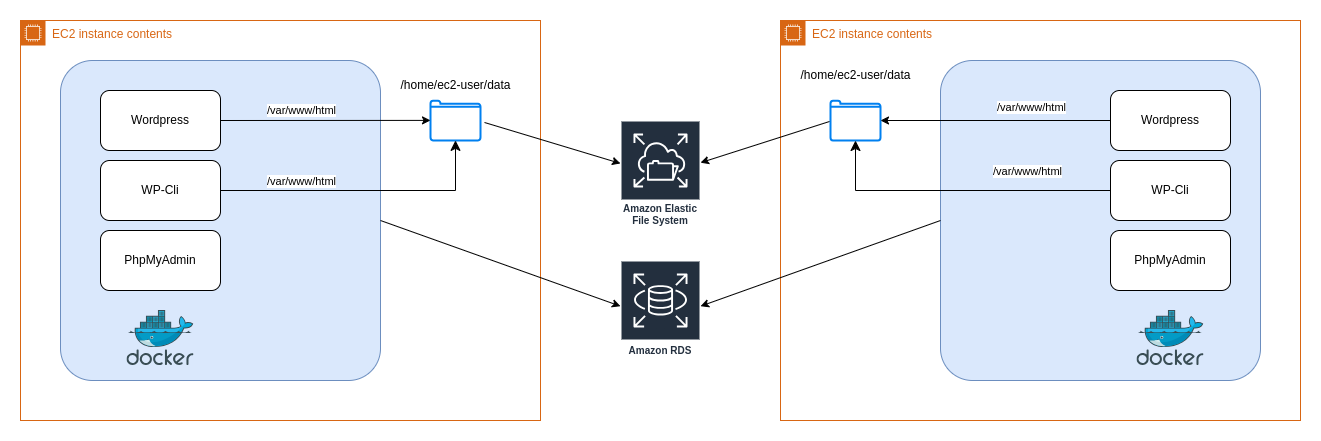 EC2 instance contents
/home/ec2-user/data
Wordpress
/var/www/html
WP-Cli
/var/www/html
PhpMyAdmin
docker
Amazon Elastic
File System
Amazon RDS
EC2 instance contents
/home/ec2-user/data
/var/www/html
Wordpress
/var/www/html
WP-Cli
PhpMyAdmin
docker